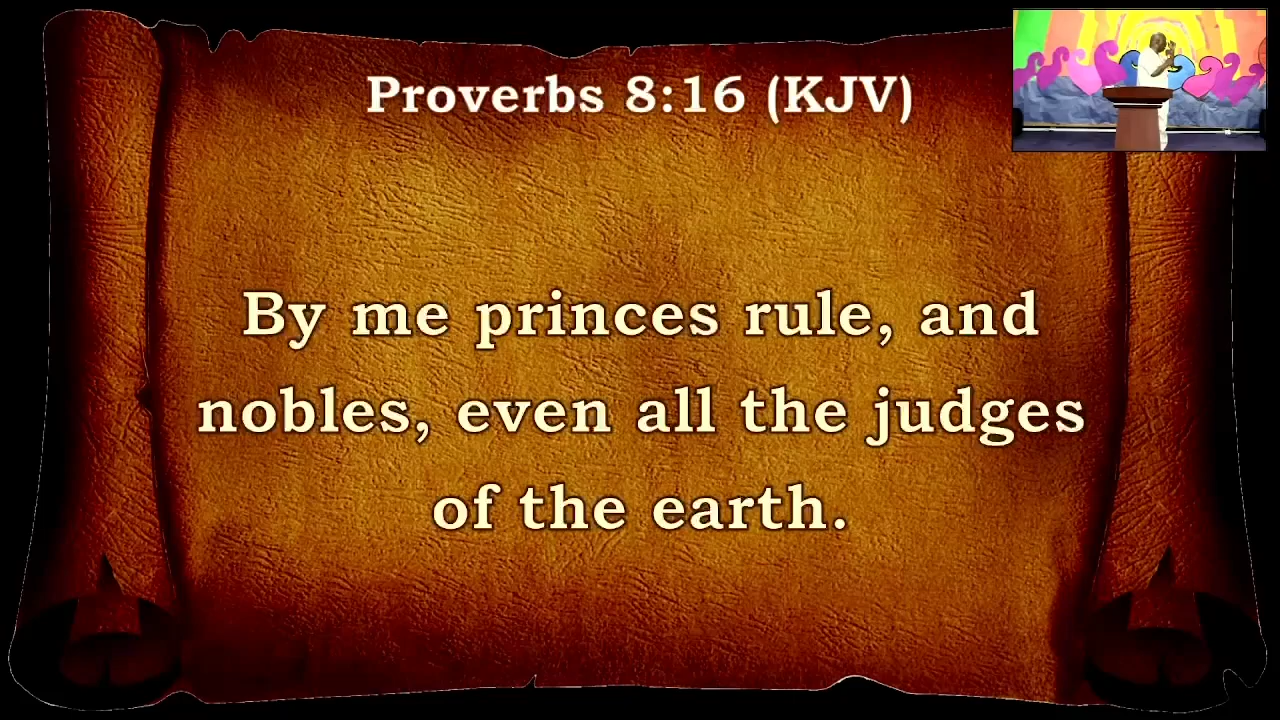 Proverbs 8:16 (KJV)
By me princes rule, and
nobles, even all the judges
of the earth.